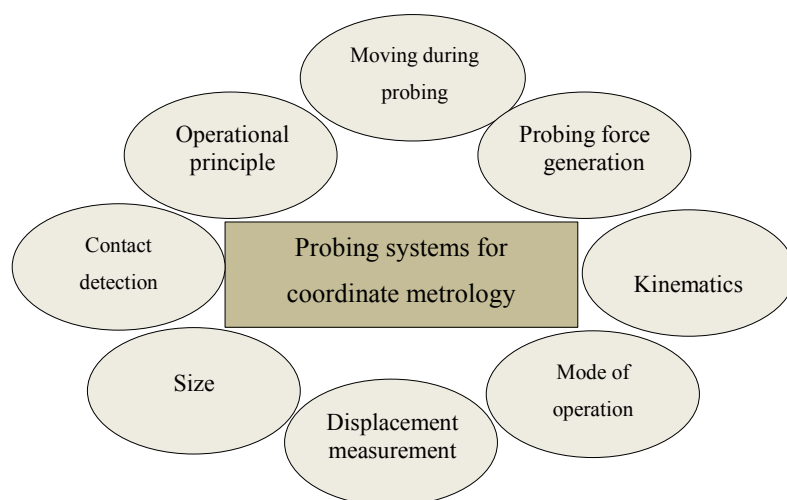 Moving during
probing
Operational
principle
Probing force
generation
Contact
detection
Probing systems for
coordinate metrology
Kinematics
Size
Mode of
operation
Displacement
measurement